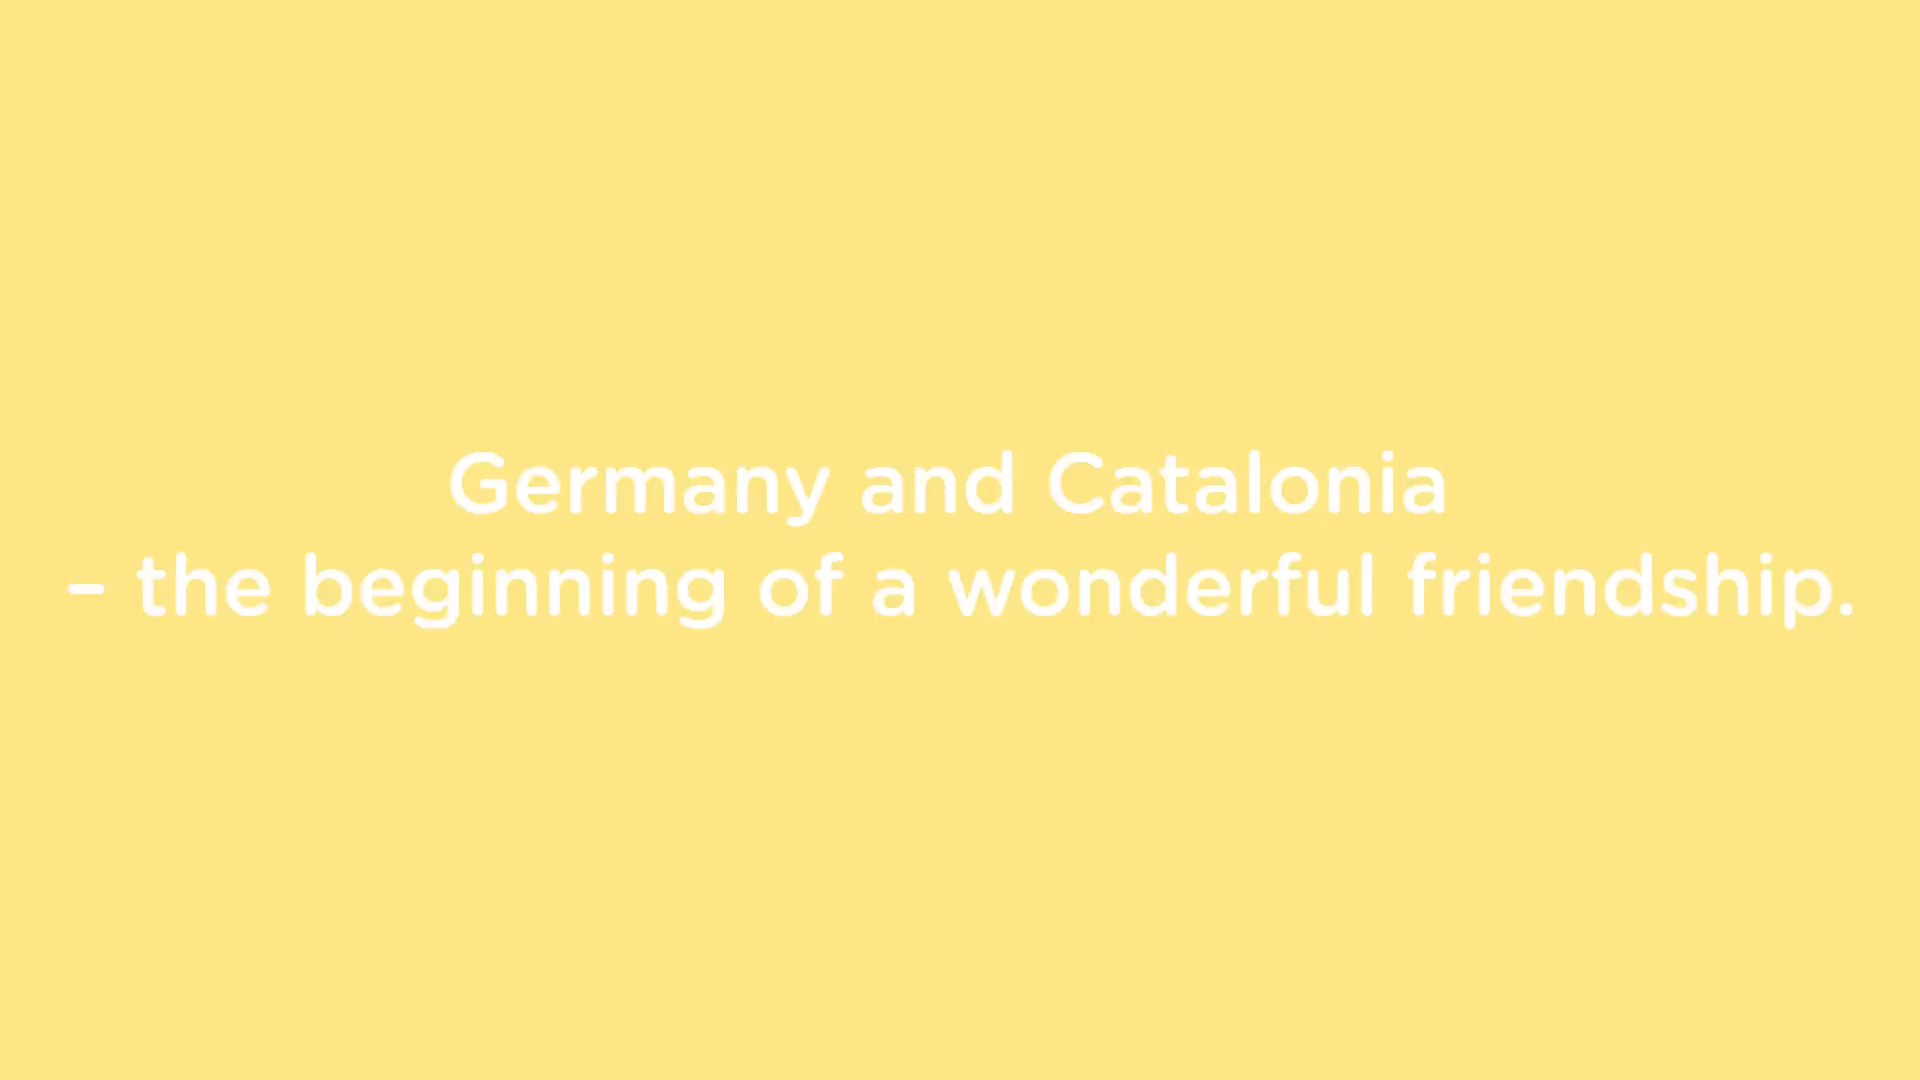 Germany and Catalonia
– the beginning of a wonderful friendship.